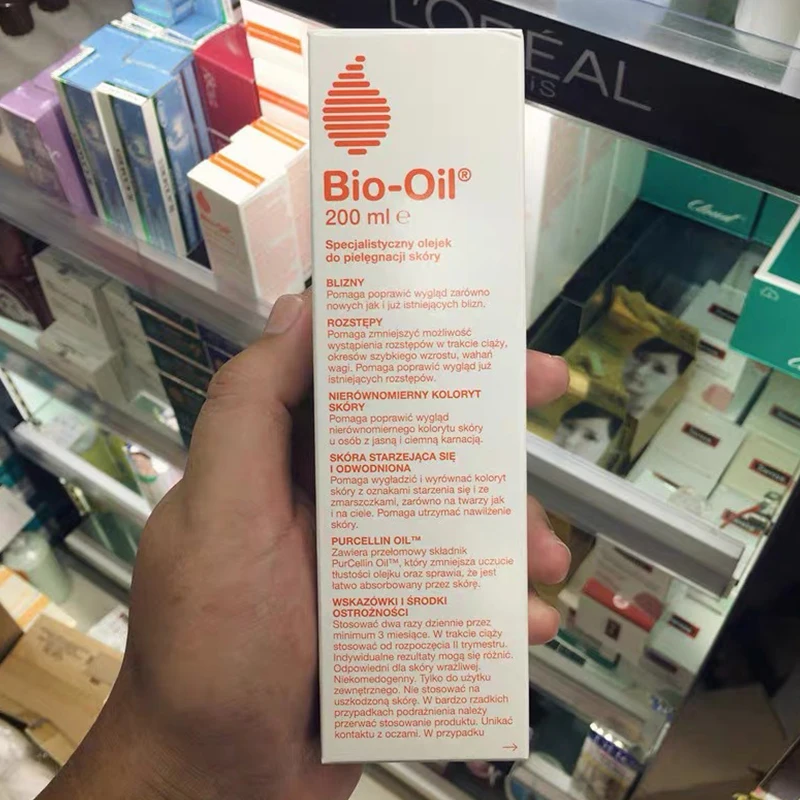 L'ORÉAL
Bio-Oil®
200 ml ℮
Specjalistyczny olejek
do pielęgnacji skóry
BLIZNY
Pomaga poprawić wygląd zarówno
nowych jak i już istniejących blizn.
ROZSTĘPY
Pomaga zmniejszyć możliwość
wystąpienia rozstępów w trakcie ciąży,
okresów szybkiego wzrostu, wahań
wagi. Pomaga poprawić wygląd już
istniejących rozstępów.
NIERÓWNOMIERNY KOLORYT
SKÓRY
Pomaga poprawić wygląd
nierównomiernego kolorytu skóry
u osób z jasną i ciemną karnacją.
SKÓRA STARZEJĄCA SIĘ
I ODWODNIONA
Pomaga wygładzić i wyrównać koloryt
skóry z oznakami starzenia się i ze
zmarszczkami, zarówno na twarzy jak
i na ciele. Pomaga utrzymać nawilżenie
skóry.
PURCELLIN OIL™
Zawiera przełomowy składnik
PurCellin Oil™, który zmniejsza uczucie
tłustości olejku oraz sprawia, że jest
łatwo absorbowany przez skórę.
WSKAZÓWKI I ŚRODKI
OSTROŻNOŚCI
Stosować dwa razy dziennie przez
minimum 3 miesiące. W trakcie ciąży
stosować od rozpoczęcia II trymestru.
Indywidualne rezultaty mogą się różnić.
Odpowiedni dla skóry wrażliwej.
Niekomedogenny. Tylko do użytku
zewnętrznego. Nie stosować na
uszkodzoną skórę. W bardzo rzadkich
przypadkach podrażnienia należy
przerwać stosowanie produktu. Unikać
kontaktu z oczami. W przypadku